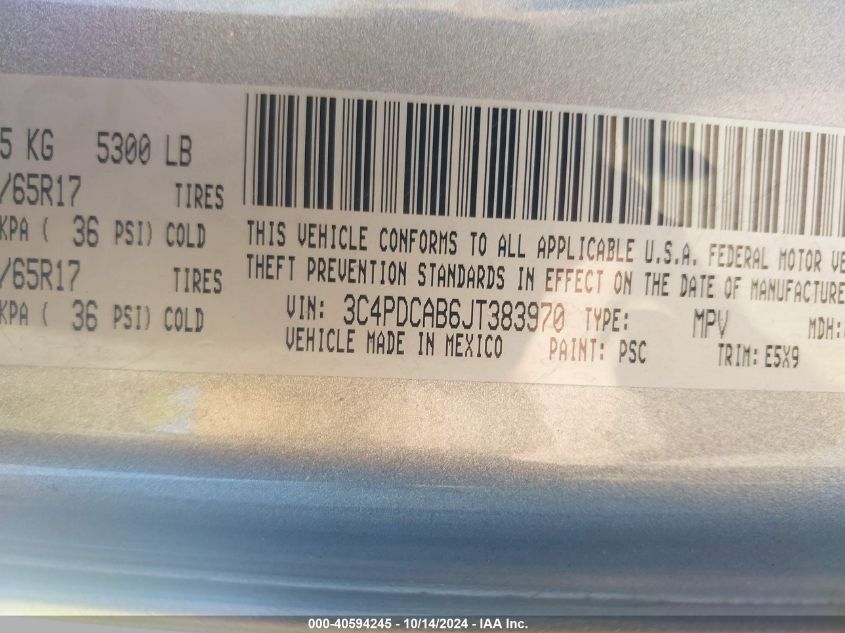 5 KG 5300 LB
/65R17 TIRES
KPA ( 36 PSI) COLD
/65R17 TIRES
KPA ( 36 PSI) COLD
THIS VEHICLE CONFORMS TO ALL APPLICABLE U.S.A. FEDERAL MOTOR VE
THEFT PREVENTION STANDARDS IN EFFECT ON THE DATE OF MANUFACTURE
VIN: 3C4PDCAB6JT383970 TYPE: MPV MDH:
VEHICLE MADE IN MEXICO PAINT: PSC TRIM: E5X9
000-40594245 - 10/14/2024 - IAA Inc.